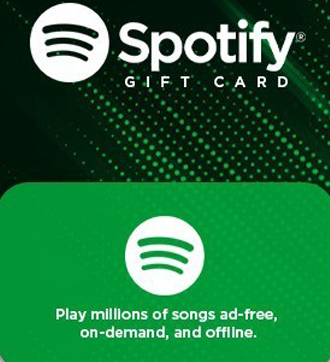 Spotify®
GIFT CARD
Play millions of songs ad-free,
on-demand, and offline.